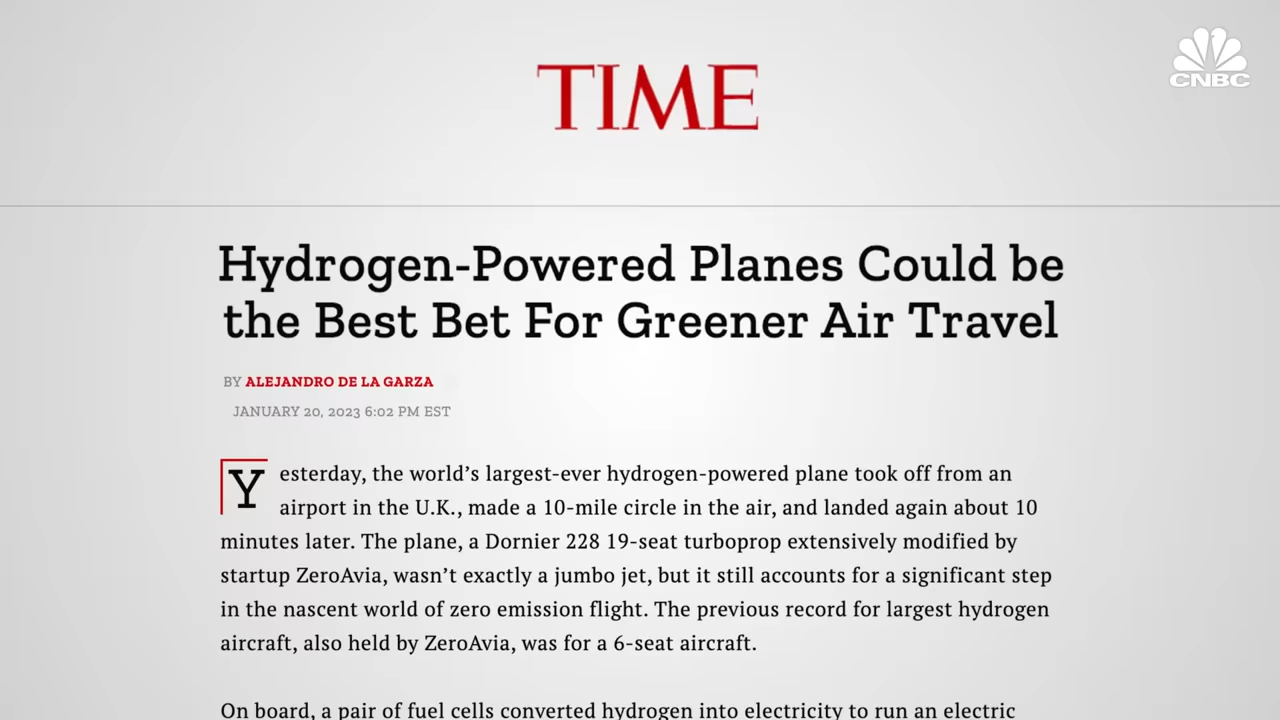 TIME
CNBC
Hydrogen-Powered Planes Could be
the Best Bet For Greener Air Travel
BY ALEJANDRO DE LA GARZA
JANUARY 20, 2023 6:02 PM EST
Yesterday, the world’s largest-ever hydrogen-powered plane took off from an
airport in the U.K., made a 10-mile circle in the air, and landed again about 10
minutes later. The plane, a Dornier 228 19-seat turboprop extensively modified by
startup ZeroAvia, wasn’t exactly a jumbo jet, but it still accounts for a significant step
in the nascent world of zero emission flight. The previous record for largest hydrogen
aircraft, also held by ZeroAvia, was for a 6-seat aircraft.
On board, a pair of fuel cells converted hydrogen into electricity to run an electric